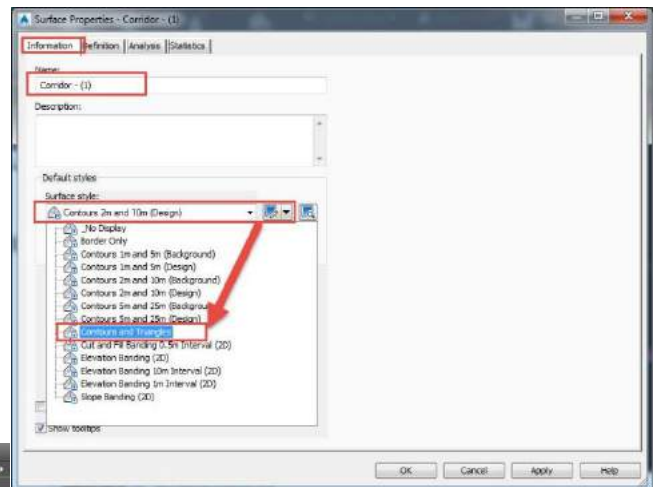 Surface Properties - Corridor - (1)
Information Definition Analysis Statistics
Name:
Corridor - (1)
Description:
Default styles
Surface style:
Contours 2m and 10m (Design)
_No Display
Border Only
Contours 1m and 5m (Background)
Contours 1m and 5m (Design)
Contours 2m and 10m (Background)
Contours 2m and 10m (Design)
Contours 5m and 25m (Backgrou
Contours 5m and 25m (Design)
Contours and Triangles
Cut and Fill Banding 0.5m Interval (2D)
Elevation Banding (2D)
Elevation Banding 10m Interval (2D)
Elevation Banding 1m Interval (2D)
Slope Banding (2D)
Show tooltips
OK Cancel Apply Help